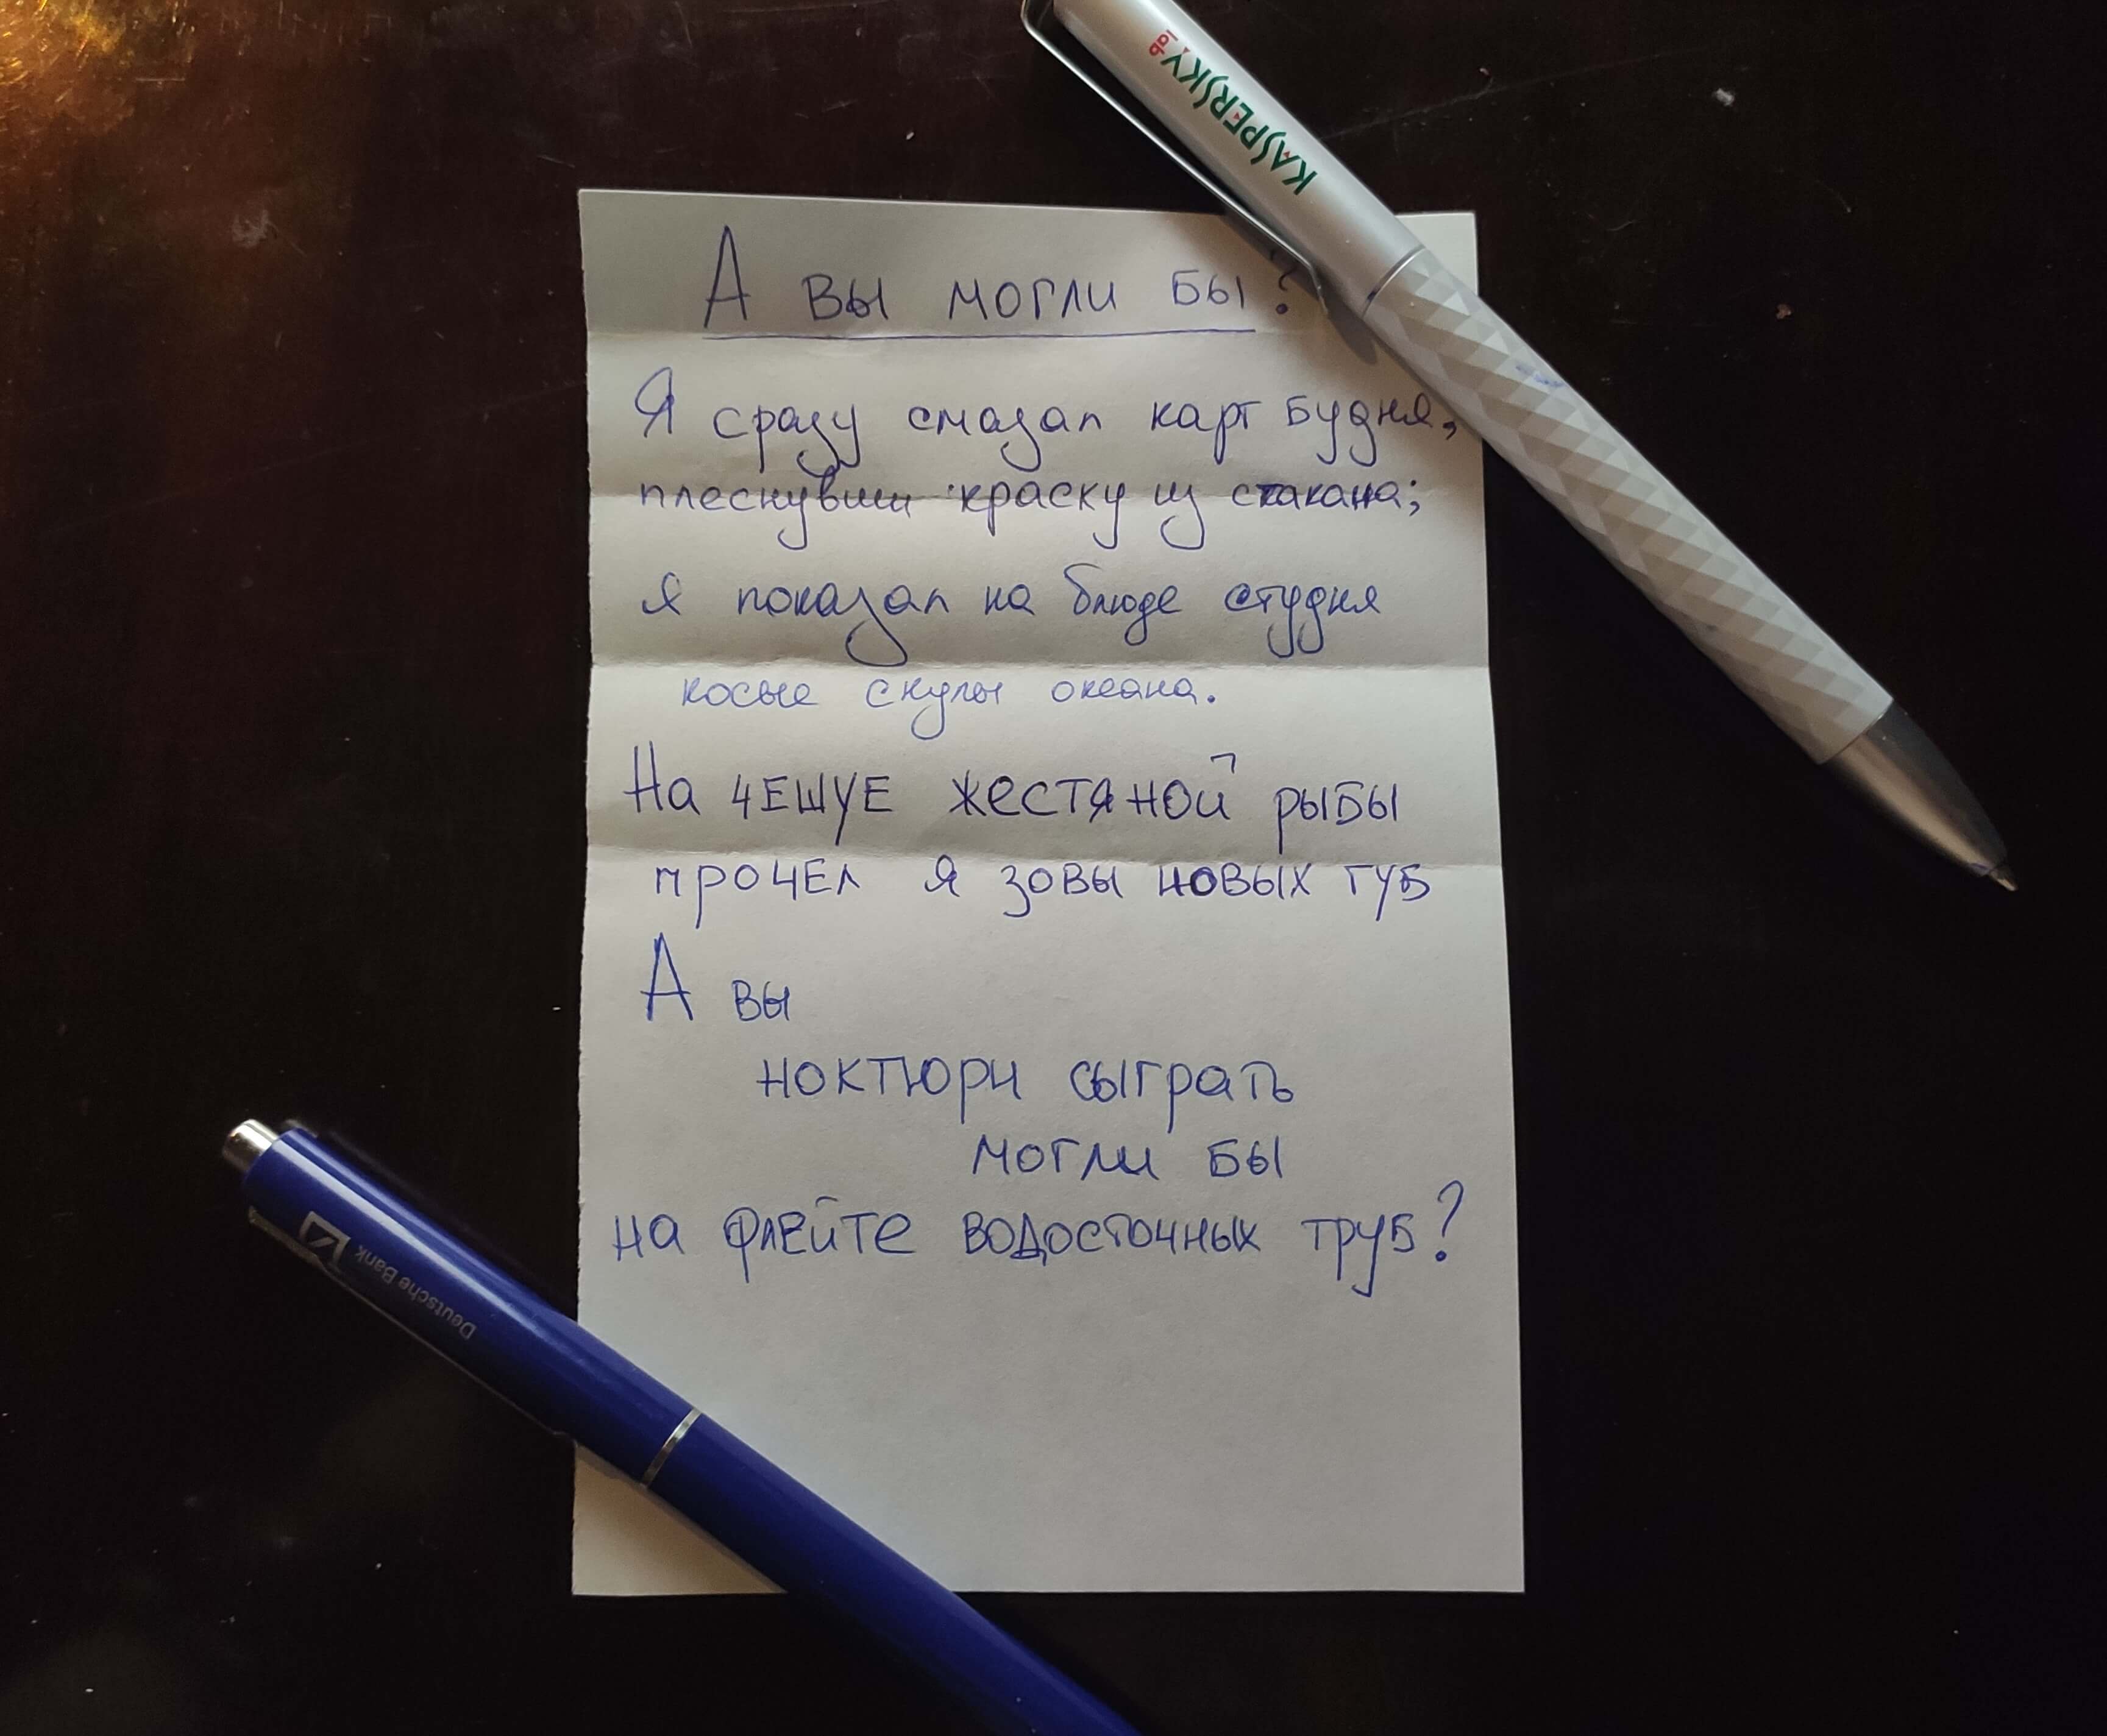 KASPERSKY lab
А вы могли бы?
Я сразу смазал карт будня,
плеснувши краску из стакана;
я показал на блюде студня
косые скулы океана.
На чешуе жестяной рыбы
прочел я зовы новых губ
А вы
ноктюрн сыграть
могли бы
на флейте водосточных труб?
Deutsche Bank